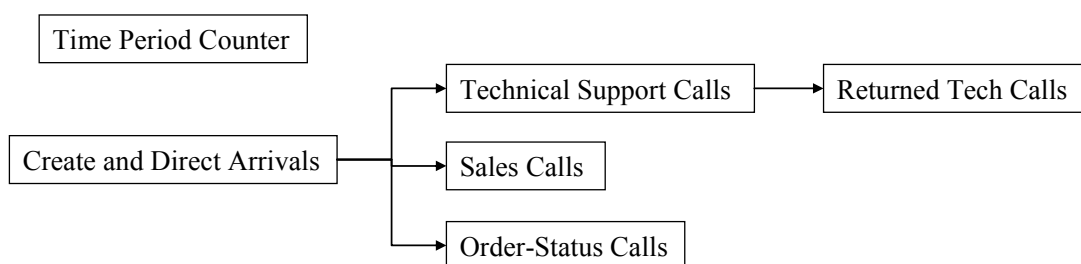 Time Period Counter
Technical Support Calls
Returned Tech Calls
Create and Direct Arrivals
Sales Calls
Order-Status Calls